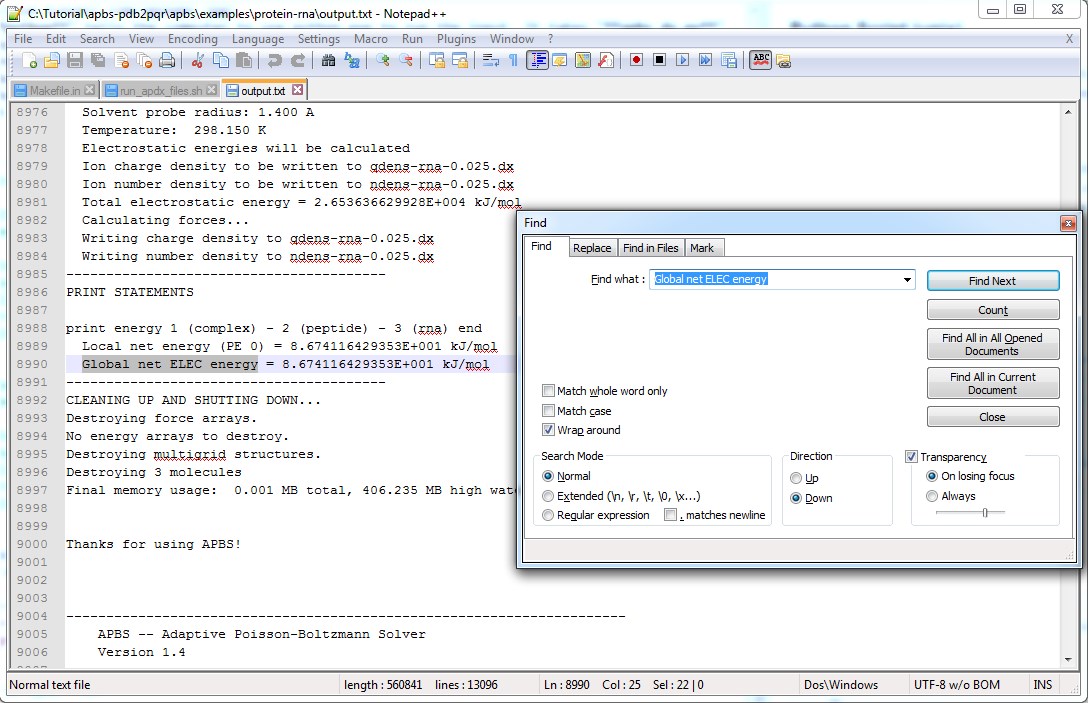 C:\Tutorial\apbs-pdb2pqr\apbs\examples\protein-rna\output.txt - Notepad++
File Edit Search View Encoding Language Settings Macro Run Plugins Window ? X
Makefile.in run_apdx_files.sh output.txt
8976 Solvent probe radius: 1.400 A
8977 Temperature: 298.150 K
8978 Electrostatic energies will be calculated
8979 Ion charge density to be written to qdens-rna-0.025.dx
8980 Ion number density to be written to ndens-rna-0.025.dx
8981 Total electrostatic energy = 2.653636629928E+004 kJ/mol
8982 Calculating forces...
8983 Writing charge density to qdens-rna-0.025.dx
8984 Writing number density to ndens-rna-0.025.dx
8985 ----------------------------------------
8986 PRINT STATEMENTS
8987
8988 print energy 1 (complex) - 2 (peptide) - 3 (rna) end
8989 Local net energy (PE 0) = 8.674116429353E+001 kJ/mol
8990 Global net ELEC energy = 8.674116429353E+001 kJ/mol
8991 ----------------------------------------
8992 CLEANING UP AND SHUTTING DOWN...
8993 Destroying force arrays.
8994 No energy arrays to destroy.
8995 Destroying multigrid structures.
8996 Destroying 3 molecules
8997 Final memory usage: 0.001 MB total, 406.235 MB high wat
8998
8999
9000 Thanks for using APBS!
9001
9002
9003
9004 ----------------------------------------------------------------------
9005 APBS -- Adaptive Poisson-Boltzmann Solver
9006 Version 1.4
Find
Find Replace Find in Files Mark
Find what : Global net ELEC energy
Find Next
Count
Find All in All Opened
Documents
Find All in Current
Document
Close
Match whole word only
Match case
Wrap around
Search Mode
Normal
Extended (\n, \r, \t, \0, \x...)
Regular expression . matches newline
Direction
Up
Down
Transparency
On losing focus
Always
Normal text file length : 560841 lines : 13096 Ln : 8990 Col : 25 Sel : 22 | 0 Dos\Windows UTF-8 w/o BOM INS